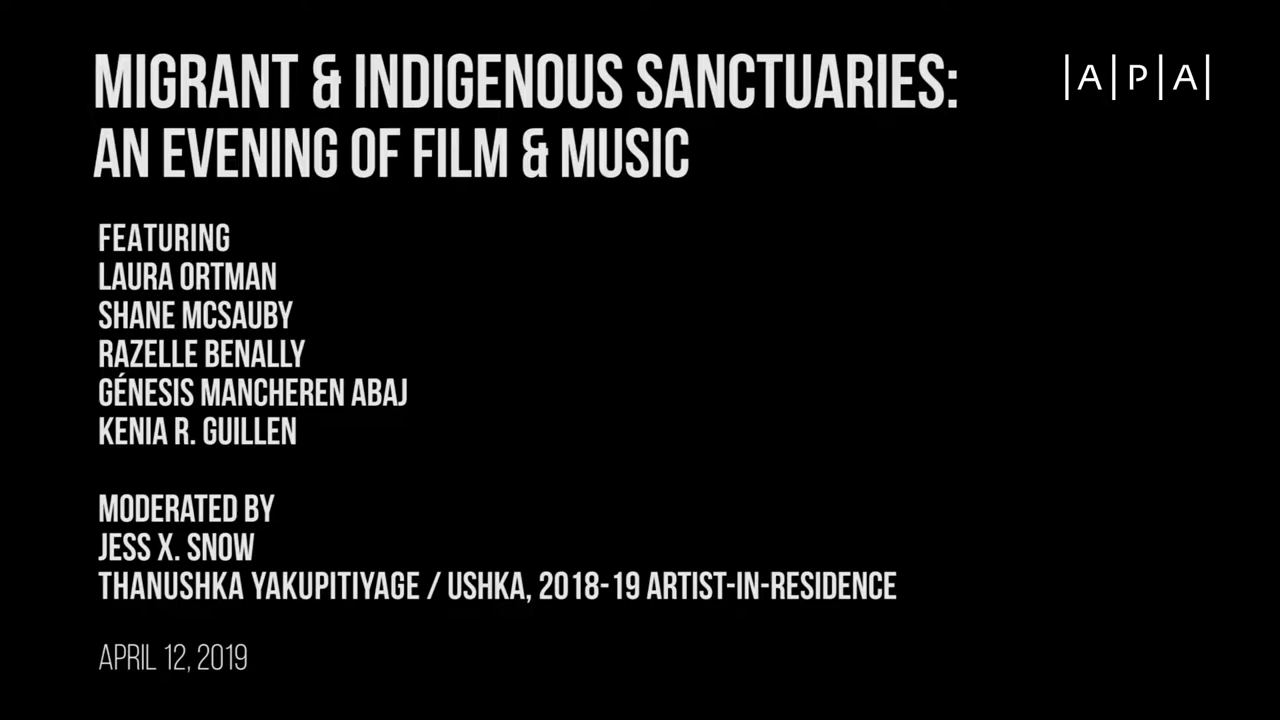 MIGRANT & INDIGENOUS SANCTUARIES:
AN EVENING OF FILM & MUSIC
|A|P|A|
FEATURING
LAURA ORTMAN
SHANE MCSAUBY
RAZELLE BENALLY
GÉNESIS MANCHEREN ABAJ
KENIA R. GUILLEN
MODERATED BY
JESS X. SNOW
THANUSHKA YAKUPITIYAGE / USHKA, 2018-19 ARTIST-IN-RESIDENCE
APRIL 12, 2019